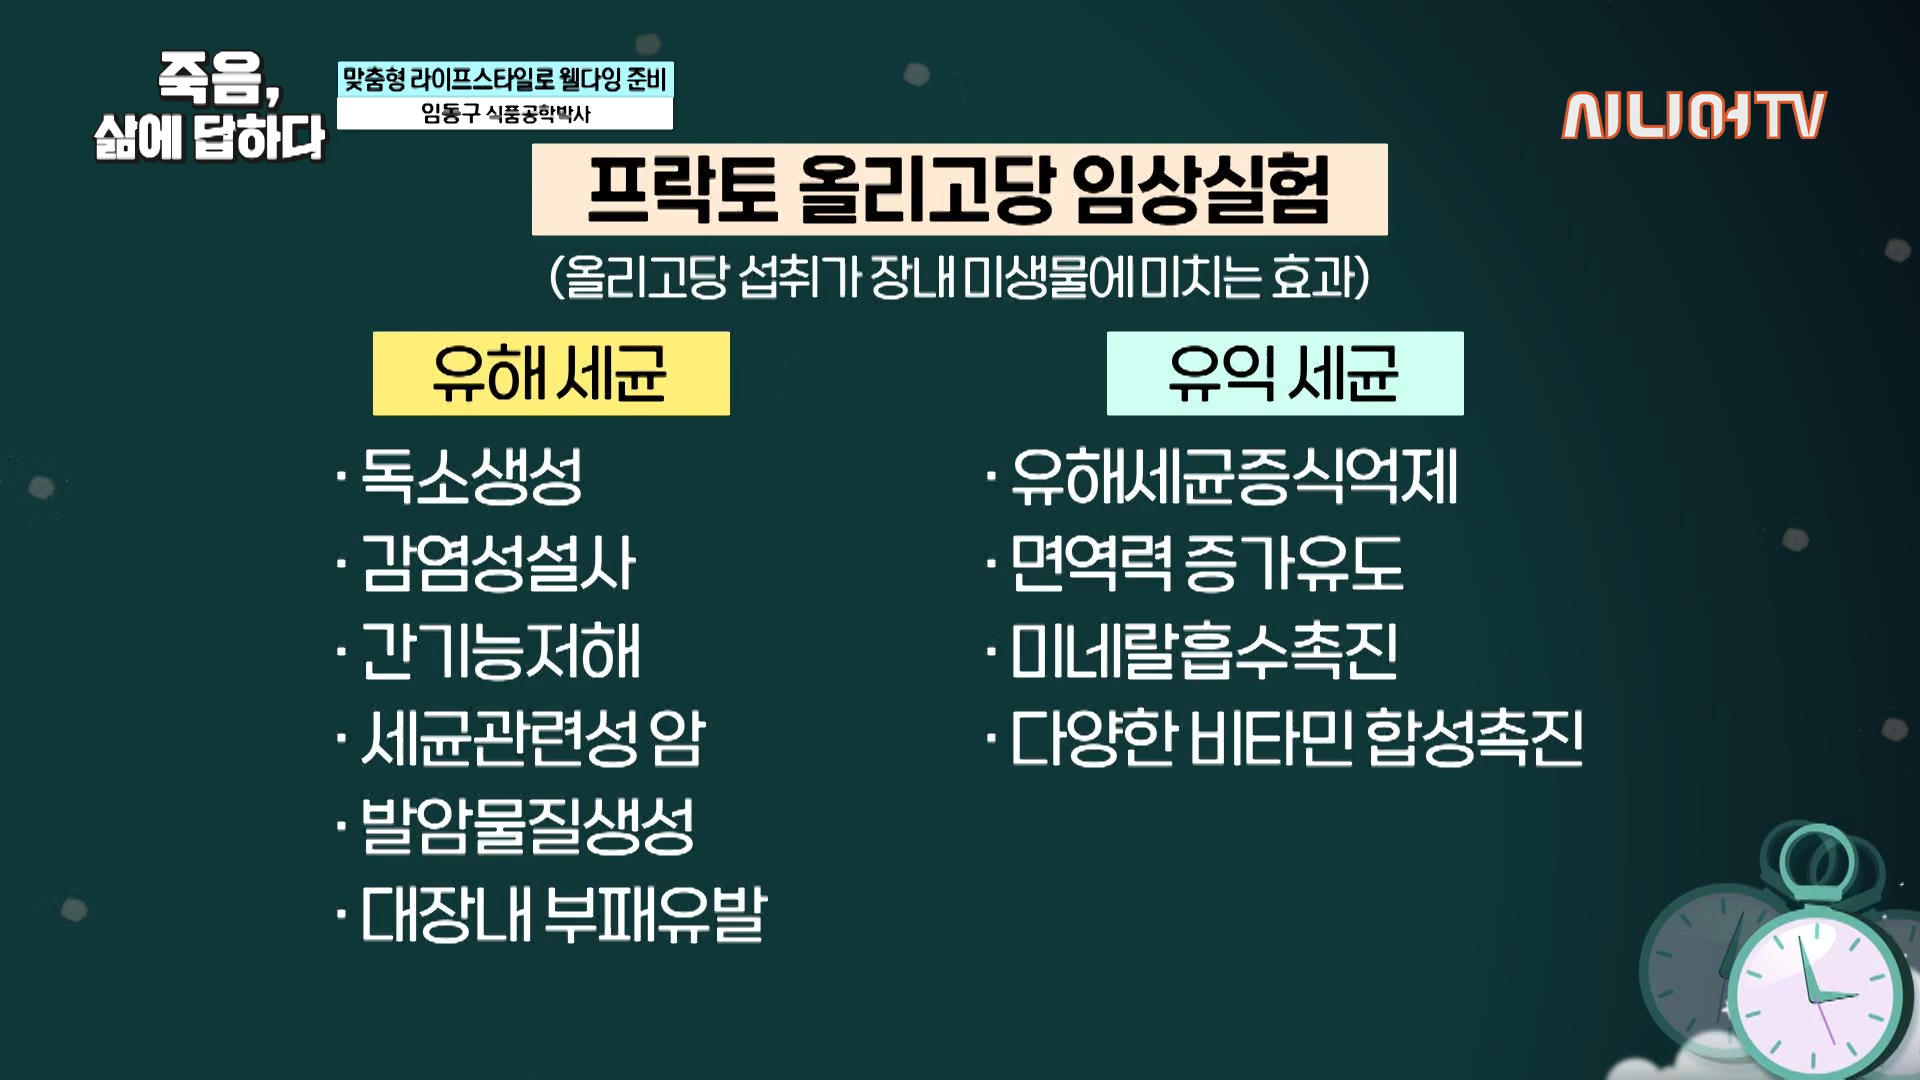 죽음,
삶에 답하다
맞춤형 라이프스타일로 웰다잉 준비
임동구 식품공학박사
시니어TV
프락토 올리고당 임상실험
(올리고당 섭취가 장내 미생물에 미치는 효과)
유해 세균
· 독소생성
· 감염성설사
· 간기능저해
· 세균관련성 암
· 발암물질생성
· 대장내 부패유발
유익 세균
· 유해세균증식억제
· 면역력 증가유도
· 미네랄흡수촉진
· 다양한 비타민 합성촉진